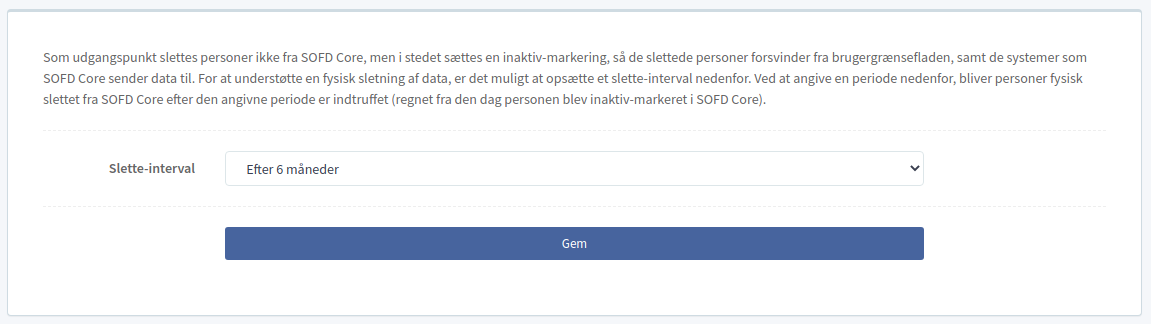 Som udgangspunkt slettes personer ikke fra SOFD Core, men i stedet sættes en inaktiv-markering, så de slettede personer forsvinder fra brugergrænsefladen, samt de systemer som
SOFD Core sender data til. For at understøtte en fysisk sletning af data, er det muligt at opsætte et slette-interval nedenfor. Ved at angive en periode nedenfor, bliver personer fysisk
slettet fra SOFD Core efter den angivne periode er indtruffet (regnet fra den dag personen blev inaktiv-markeret i SOFD Core).
Slette-interval
Efter 6 måneder
Gem